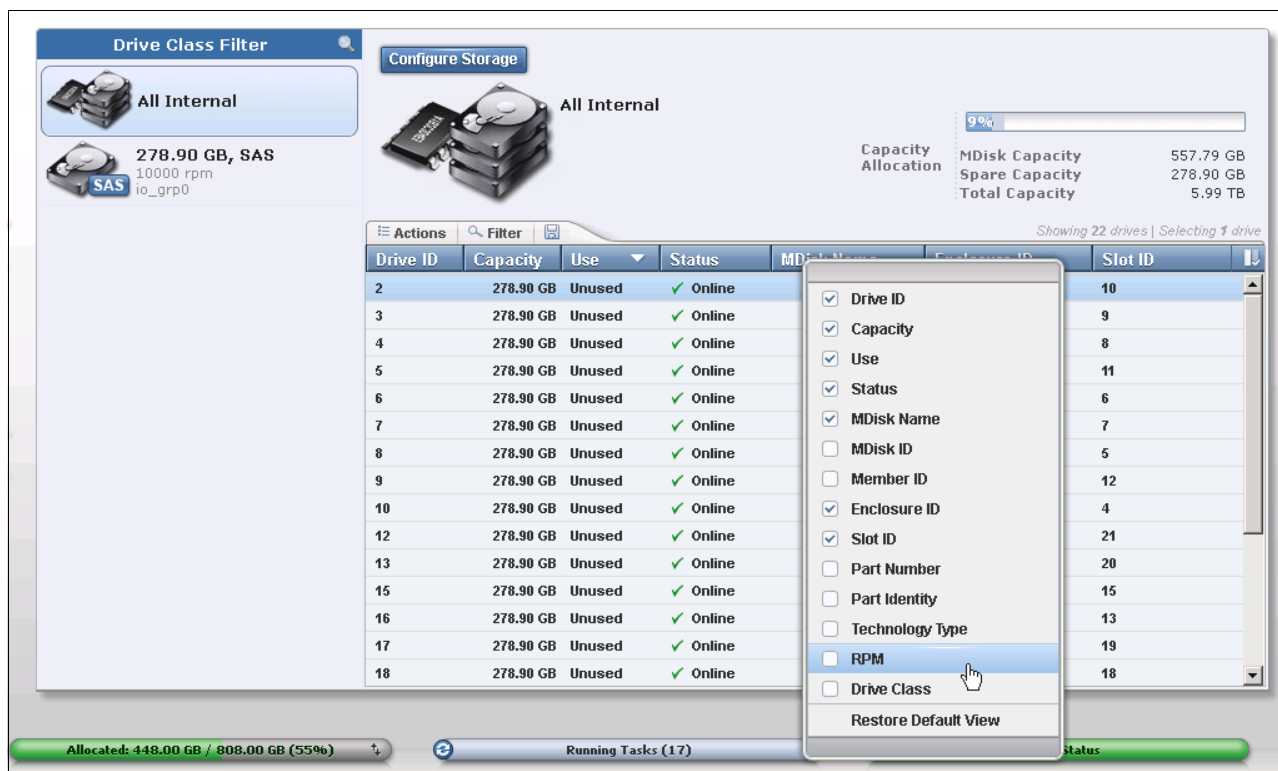 Drive Class Filter
All Internal
278.90 GB, SAS
10000 rpm
io_grp0
SAS
Configure Storage
All Internal
Capacity Allocation
9%
MDisk Capacity 557.79 GB
Spare Capacity 278.90 GB
Total Capacity 5.99 TB
Actions Filter
Showing 22 drives | Selecting 1 drive
Drive ID Capacity Use Status Slot ID
2 278.90 GB Unused Online 10
3 278.90 GB Unused Online 9
4 278.90 GB Unused Online 8
5 278.90 GB Unused Online 11
6 278.90 GB Unused Online 6
7 278.90 GB Unused Online 7
8 278.90 GB Unused Online 5
9 278.90 GB Unused Online 12
10 278.90 GB Unused Online 4
12 278.90 GB Unused Online 21
13 278.90 GB Unused Online 20
15 278.90 GB Unused Online 15
16 278.90 GB Unused Online 13
17 278.90 GB Unused Online 19
18 278.90 GB Unused Online 18
Drive ID
Capacity
Use
Status
MDisk Name
MDisk ID
Member ID
Enclosure ID
Slot ID
Part Number
Part Identity
Technology Type
RPM
Drive Class
Restore Default View
Allocated: 448.00 GB / 808.00 GB (55%)
Running Tasks (17)
Status